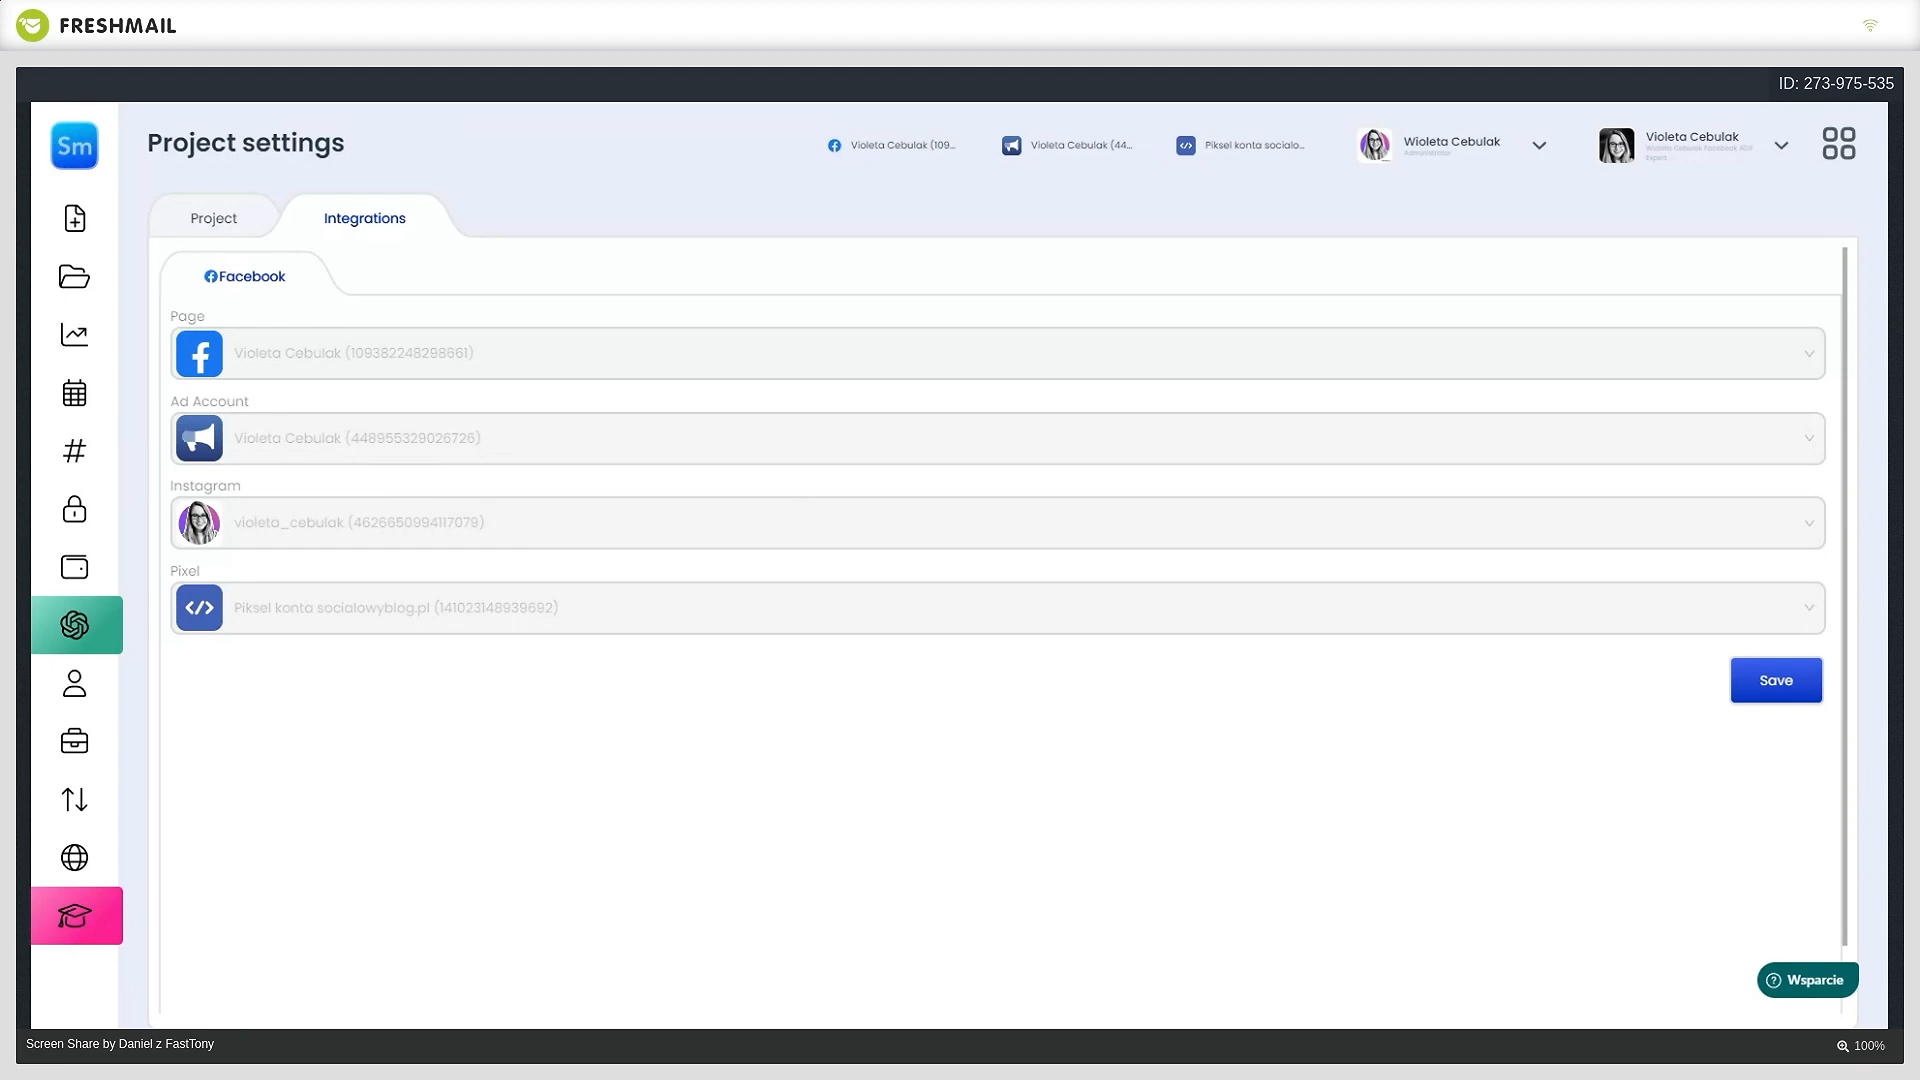 FRESHMAIL
ID: 273-975-535
Sm
Project settings
Violeta Cebulak (109...
Violeta Cebulak (44...
Piksel konta socialo...
Wioleta Cebulak
Administrator
Violeta Cebulak
Project
Integrations
Facebook
Page
Violeta Cebulak (109382248298661)
Ad Account
Violeta Cebulak (448955329026726)
Instagram
violeta_cebulak (4626650994117079)
Pixel
Piksel konta socialowyblog.pl (141023148939692)
Save
Wsparcie
Screen Share by Daniel z FastTony
100%